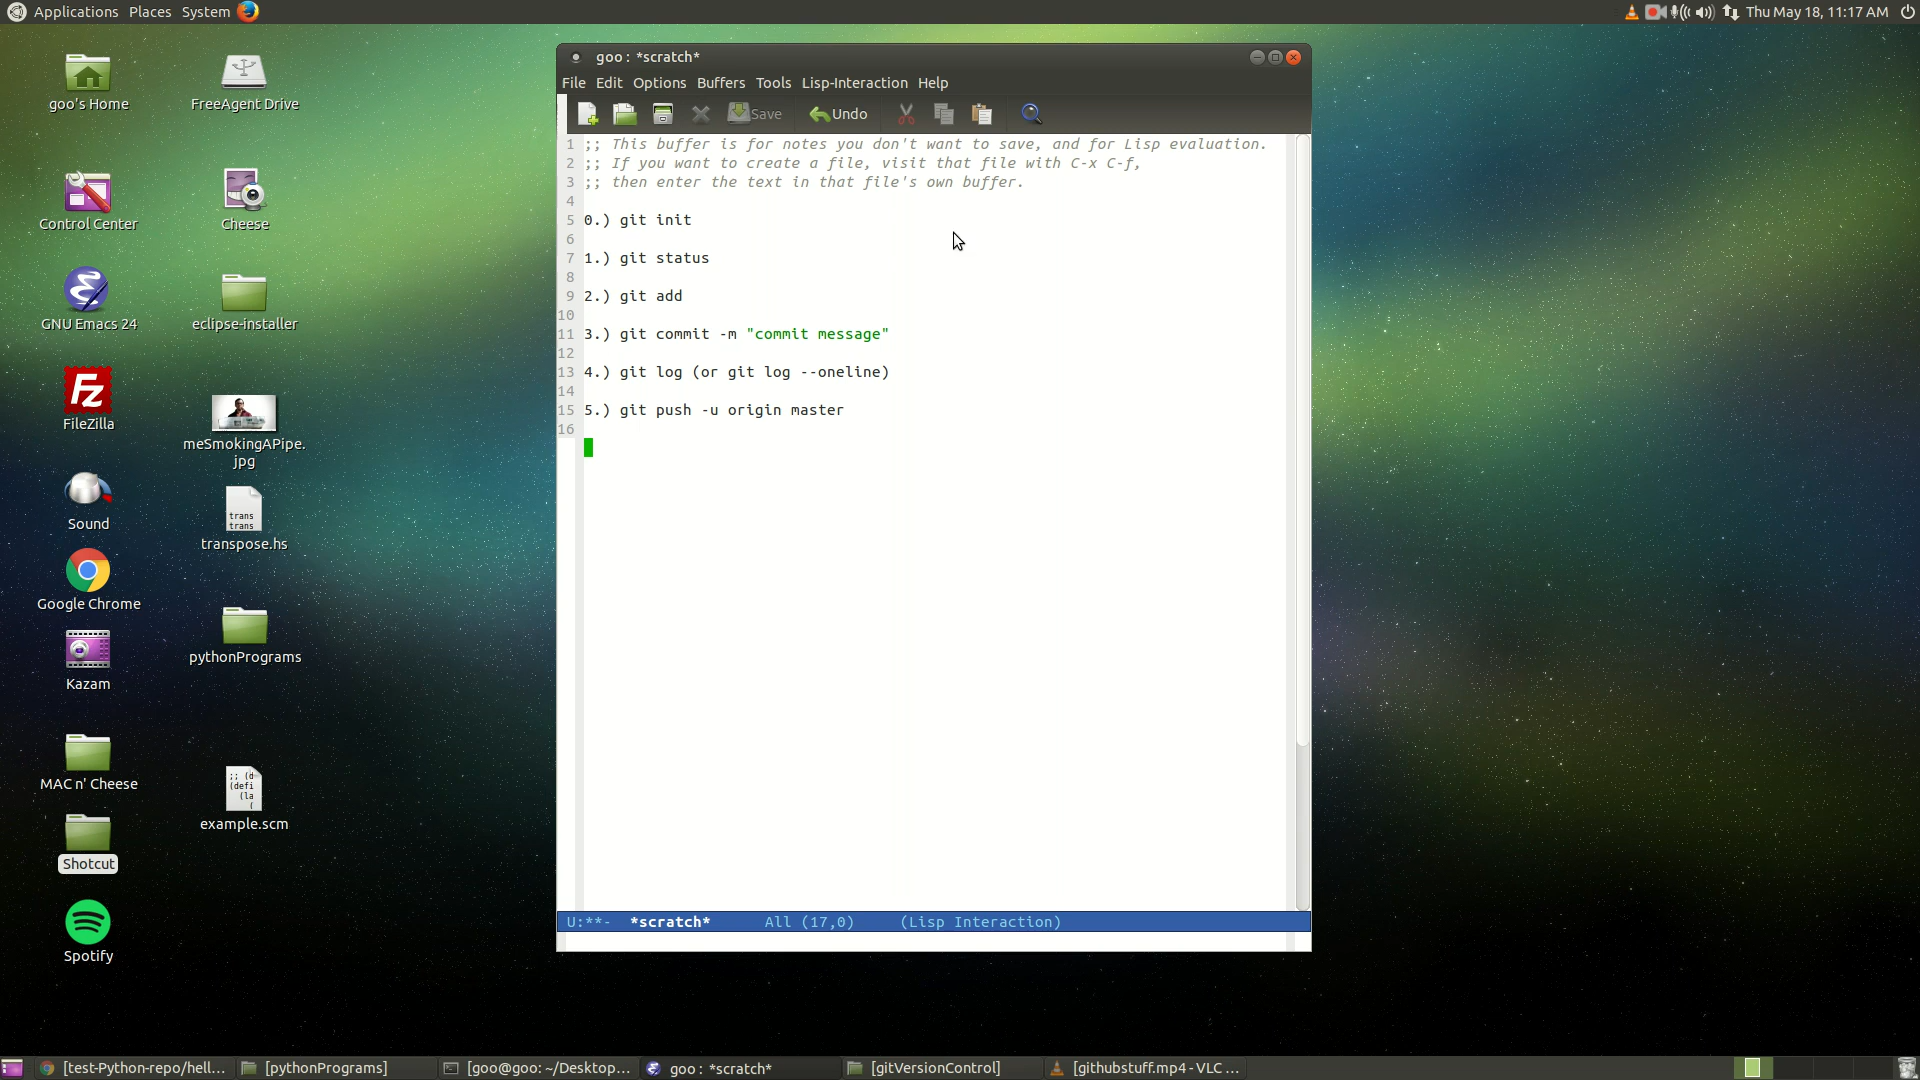 Applications Places System Thu May 18, 11:17 AM
goo's Home
FreeAgent Drive
Control Center
Cheese
GNU Emacs 24
eclipse-installer
FileZilla
meSmokingAPipe.
jpg
Sound
trans
trans
transpose.hs
Google Chrome
pythonPrograms
Kazam
MAC n' Cheese
;; (d
(defi
(la
(
example.scm
Shotcut
Spotify
goo: *scratch*
File Edit Options Buffers Tools Lisp-Interaction Help
Save Undo
1 ;; This buffer is for notes you don't want to save, and for Lisp evaluation.
2 ;; If you want to create a file, visit that file with C-x C-f,
3 ;; then enter the text in that file's own buffer.
4
5 0.) git init
6
7 1.) git status
8
9 2.) git add
10
11 3.) git commit -m "commit message"
12
13 4.) git log (or git log --oneline)
14
15 5.) git push -u origin master
16
U:**- *scratch* All (17,0) (Lisp Interaction)
[test-Python-repo/hell... [pythonPrograms] [goo@goo: ~/Desktop... goo: *scratch* [gitVersionControl] [githubstuff.mp4 - VLC ...